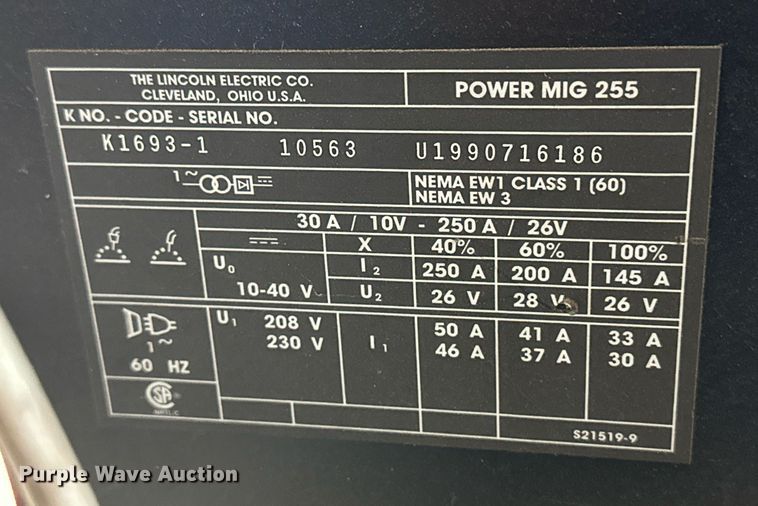 THE LINCOLN ELECTRIC CO.
CLEVELAND, OHIO U.S.A.
POWER MIG 255
K NO. - CODE - SERIAL NO.
K1693-1 10563 U1990716186
1~
NEMA EW1 CLASS 1 (60)
NEMA EW 3
30 A / 10V - 250 A / 26V
X 40% 60% 100%
U0 I2 250 A 200 A 145 A
10-40 V U2 26 V 28 V 26 V
U1 208 V I1 50 A 41 A 33 A
230 V 46 A 37 A 30 A
1~
60 HZ
SA
NRTL/C
S21519-9
Purple Wave Auction